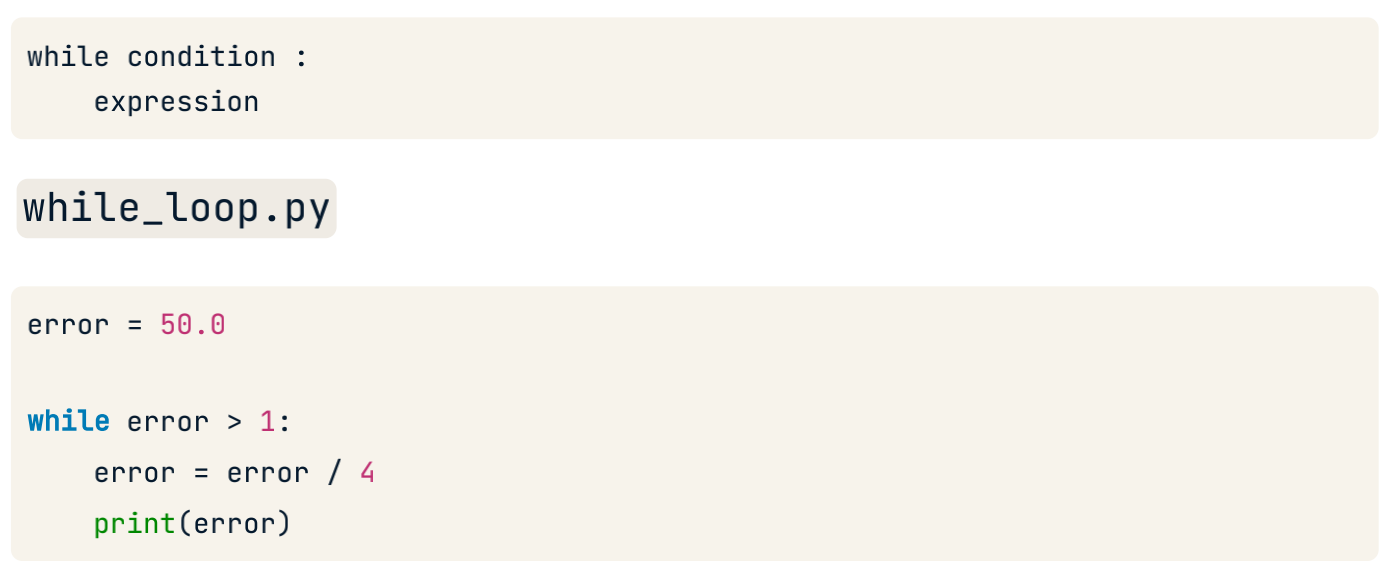 while condition :
    expression
while_loop.py
error = 50.0
while error > 1:
    error = error / 4
    print(error)